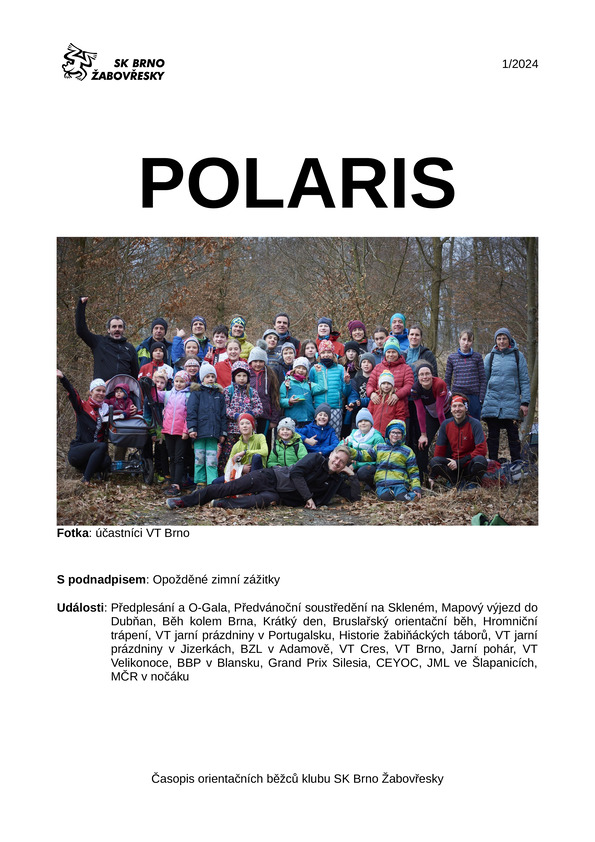 SK BRNO
ŽABOVŘESKY
1/2024
POLARIS
Fotka: účastníci VT Brno
S podnadpisem: Opožděné zimní zážitky
Události: Předplesání a O-Gala, Předvánoční soustředění na Skleném, Mapový výjezd do
Dubňan, Běh kolem Brna, Krátký den, Bruslařský orientační běh, Hromniční
trápení, VT jarní prázdniny v Portugalsku, Historie žabiňáckých táborů, VT jarní
prázdniny v Jizerkách, BZL v Adamově, VT Cres, VT Brno, Jarní pohár, VT
Velikonoce, BBP v Blansku, Grand Prix Silesia, CEYOC, JML ve Šlapanicích,
MČR v nočáku
Časopis orientačních běžců klubu SK Brno Žabovřesky